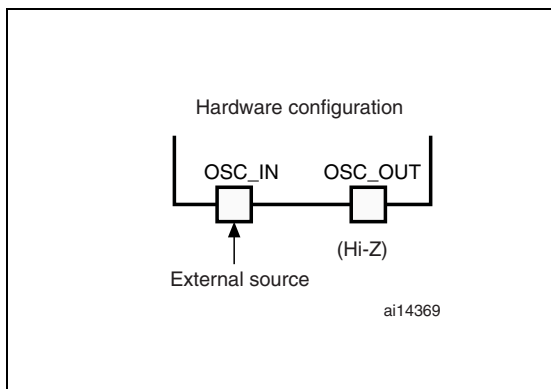 Hardware configuration
OSC_IN OSC_OUT
(Hi-Z)
External source
ai14369